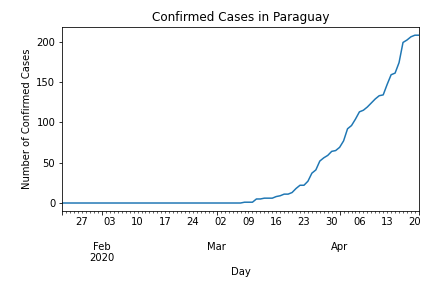 Confirmed Cases in Paraguay
Number of Confirmed Cases
200
150
100
50
0
27 03 10 17 24 02 09 16 23 30 06 13 20
Feb Mar Apr
2020
Day